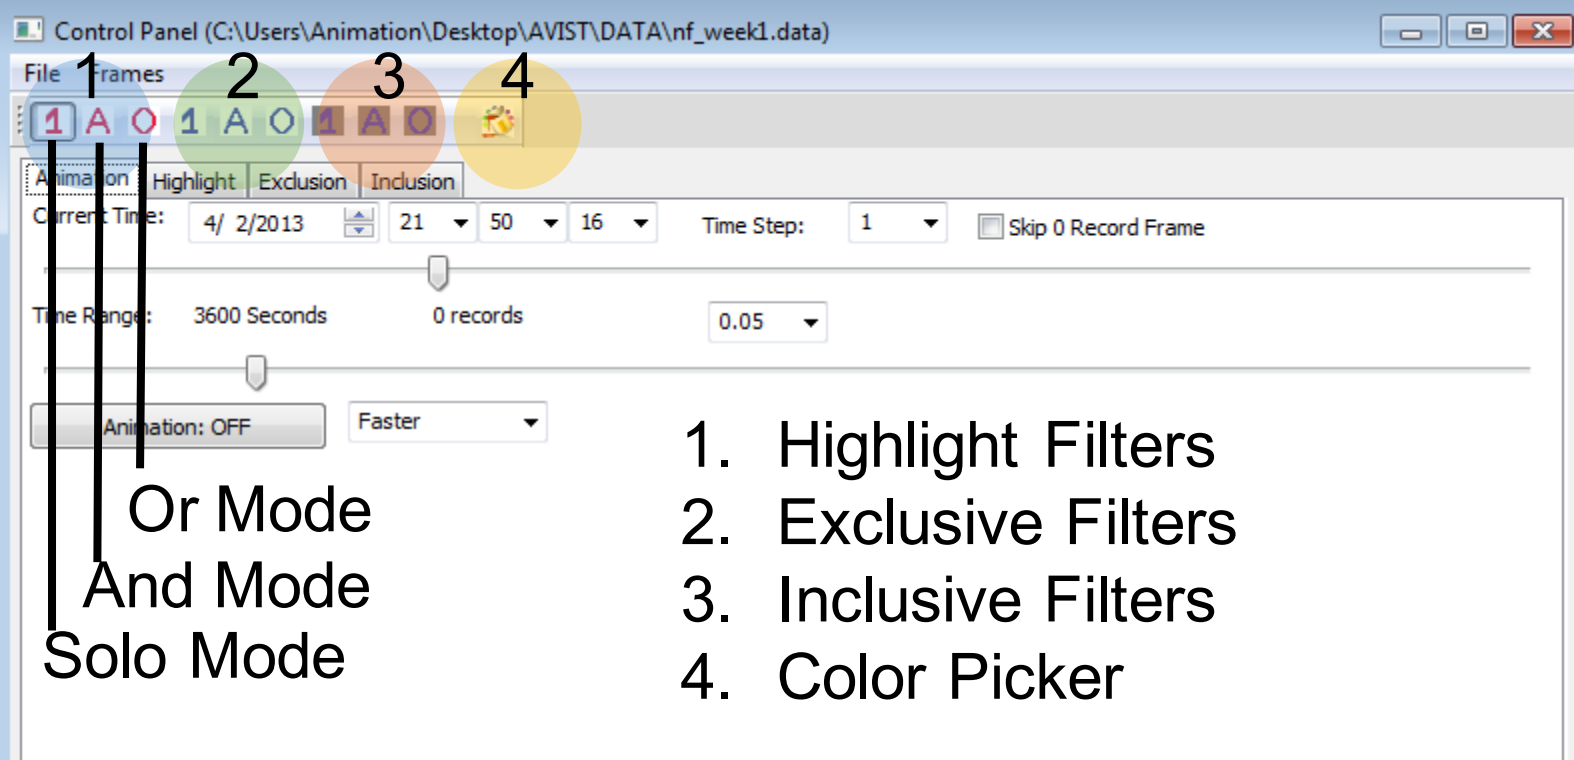 Control Panel (C:\Users\Animation\Desktop\AVIST\DATA\nf_week1.data)
File Frames
1 2 3 4
1 A O 1 A O 1 A O
Animation Highlight Exclusion Inclusion
Current Time: 4/ 2/2013 21 50 16 Time Step: 1 Skip 0 Record Frame
Time Range: 3600 Seconds 0 records 0.05
Animation: OFF Faster
Or Mode
And Mode
Solo Mode
1. Highlight Filters
2. Exclusive Filters
3. Inclusive Filters
4. Color Picker